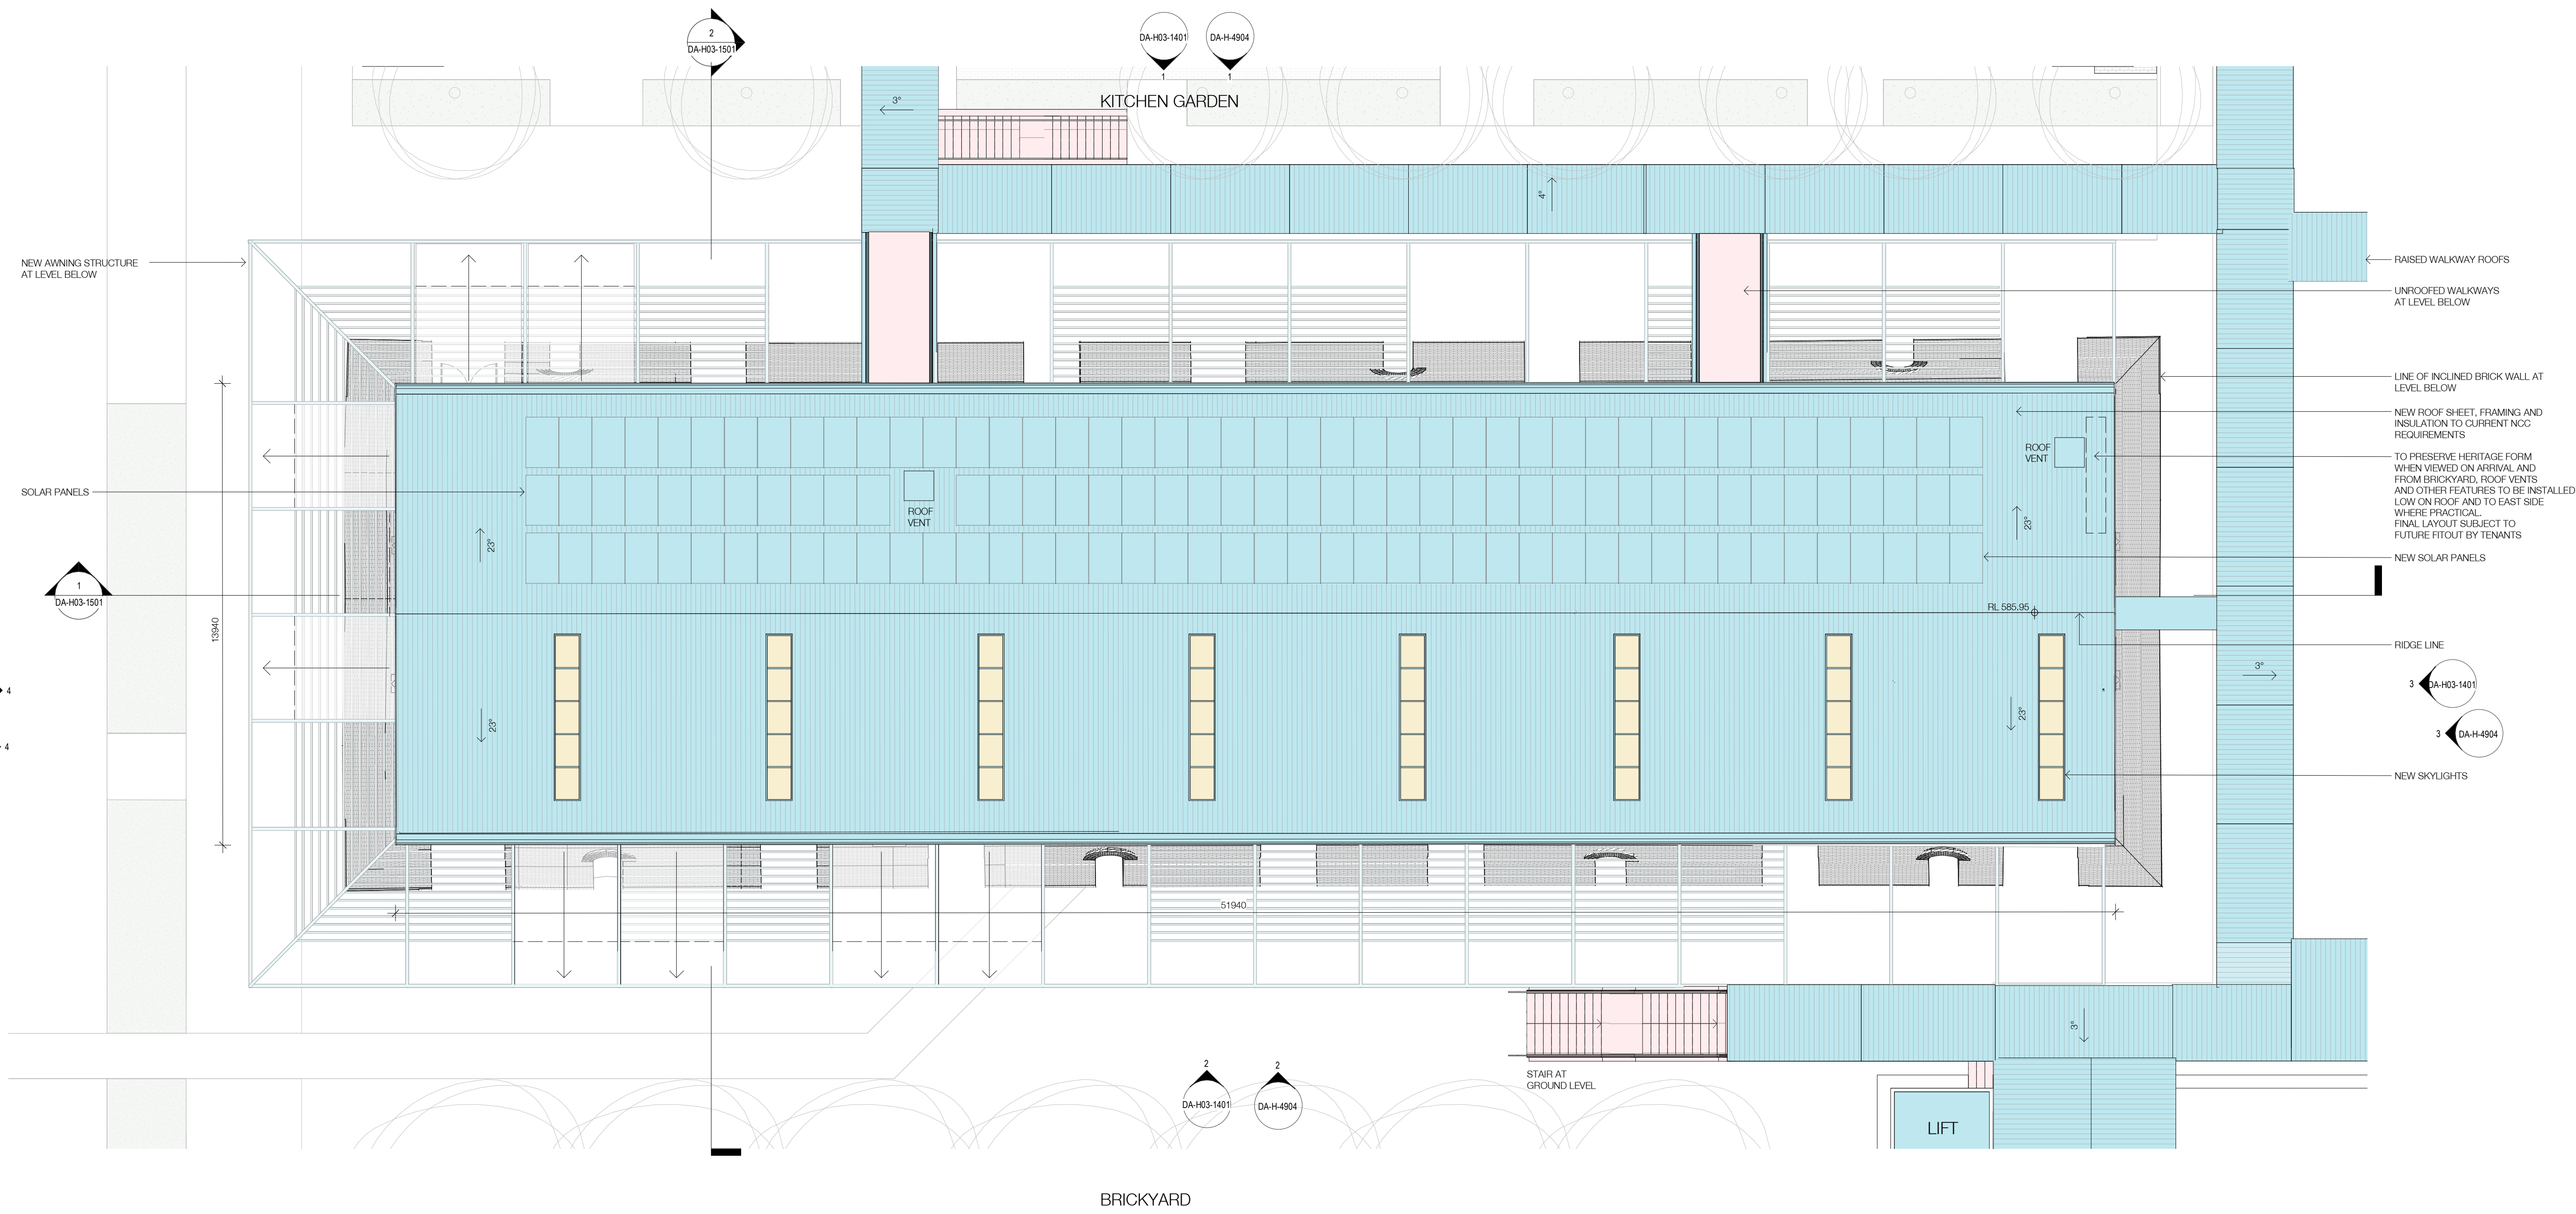 2
DA-H03-1501
DA-H03-1401
1
DA-H-4904
1
KITCHEN GARDEN
3°
4°
NEW AWNING STRUCTURE
AT LEVEL BELOW
RAISED WALKWAY ROOFS
UNROOFED WALKWAYS
AT LEVEL BELOW
LINE OF INCLINED BRICK WALL AT
LEVEL BELOW
NEW ROOF SHEET, FRAMING AND
INSULATION TO CURRENT NCC
REQUIREMENTS
ROOF
VENT
TO PRESERVE HERITAGE FORM
WHEN VIEWED ON ARRIVAL AND
FROM BRICKYARD, ROOF VENTS
AND OTHER FEATURES TO BE INSTALLED
LOW ON ROOF AND TO EAST SIDE
WHERE PRACTICAL.
FINAL LAYOUT SUBJECT TO
FUTURE FITOUT BY TENANTS
SOLAR PANELS
ROOF
VENT
23°
23°
NEW SOLAR PANELS
1
DA-H03-1501
RL 585.95
13940
RIDGE LINE
3°
3
DA-H03-1401
4
23°
23°
3
DA-H-4904
4
NEW SKYLIGHTS
51940
3°
STAIR AT
GROUND LEVEL
2
DA-H03-1401
2
DA-H-4904
LIFT
BRICKYARD